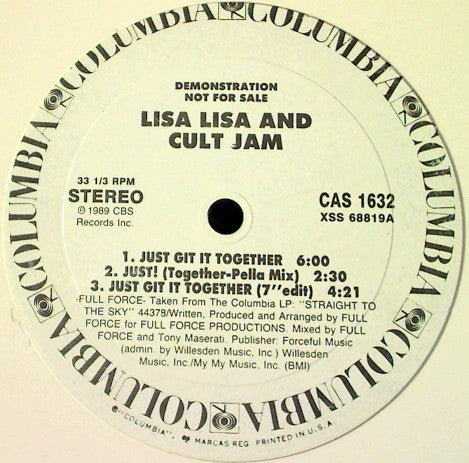 COLUMBIA COLUMBIA COLUMBIA COLUMBIA COLUMBIA COLUMBIA COLUMBIA
DEMONSTRATION
NOT FOR SALE
LISA LISA AND
CULT JAM
33 1/3 RPM
STEREO
℗ 1989 CBS
Records Inc.
CAS 1632
XSS 68819A
1. JUST GIT IT TOGETHER 6:00
2. JUST! (Together-Pella Mix) 2:30
3. JUST GIT IT TOGETHER (7''edit) 4:21
-FULL FORCE- Taken From The Columbia LP: "STRAIGHT TO
THE SKY" 44378/Written, Produced and Arranged by FULL
FORCE for FULL FORCE PRODUCTIONS. Mixed by FULL
FORCE and Tony Maserati. Publisher: Forceful Music
(admin. by Willesden Music, Inc.) Willesden
Music, Inc./My My Music, Inc. (BMI)
"COLUMBIA", MARCAS REG. PRINTED IN U.S.A.